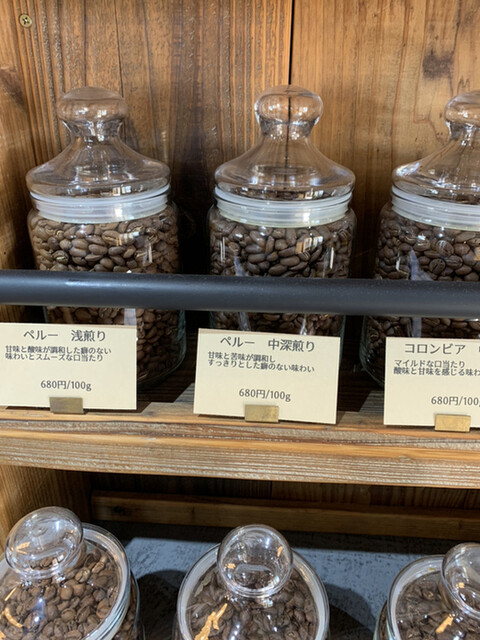 ペルー 浅煎り
甘味と酸味が調和した癖のない
味わいとスムーズな口当たり
680円/100g
ペルー 中深煎り
甘味と苦味が調和し
すっきりとした癖のない味わい
680円/100g
コロンビア
マイルドな口当たり
酸味と甘味を感じる味わ
680円/100g